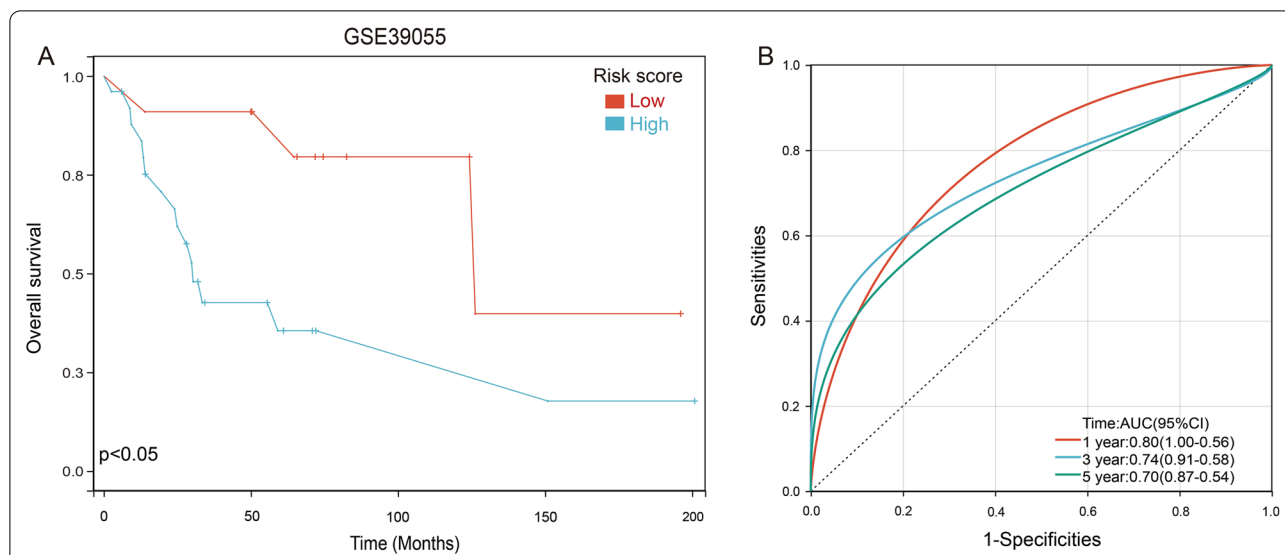 A
GSE39055
Risk score
Low
High
Overall survival
1.0
0.8
0.5
0.3
0.0
p<0.05
0
50
100
150
200
Time (Months)
B
Sensitivities
1.0
0.8
0.6
0.4
0.2
0.0
Time:AUC(95%CI)
1 year:0.80(1.00-0.56)
3 year:0.74(0.91-0.58)
5 year:0.70(0.87-0.54)
0.0
0.2
0.4
0.6
0.8
1.0
1-Specificities